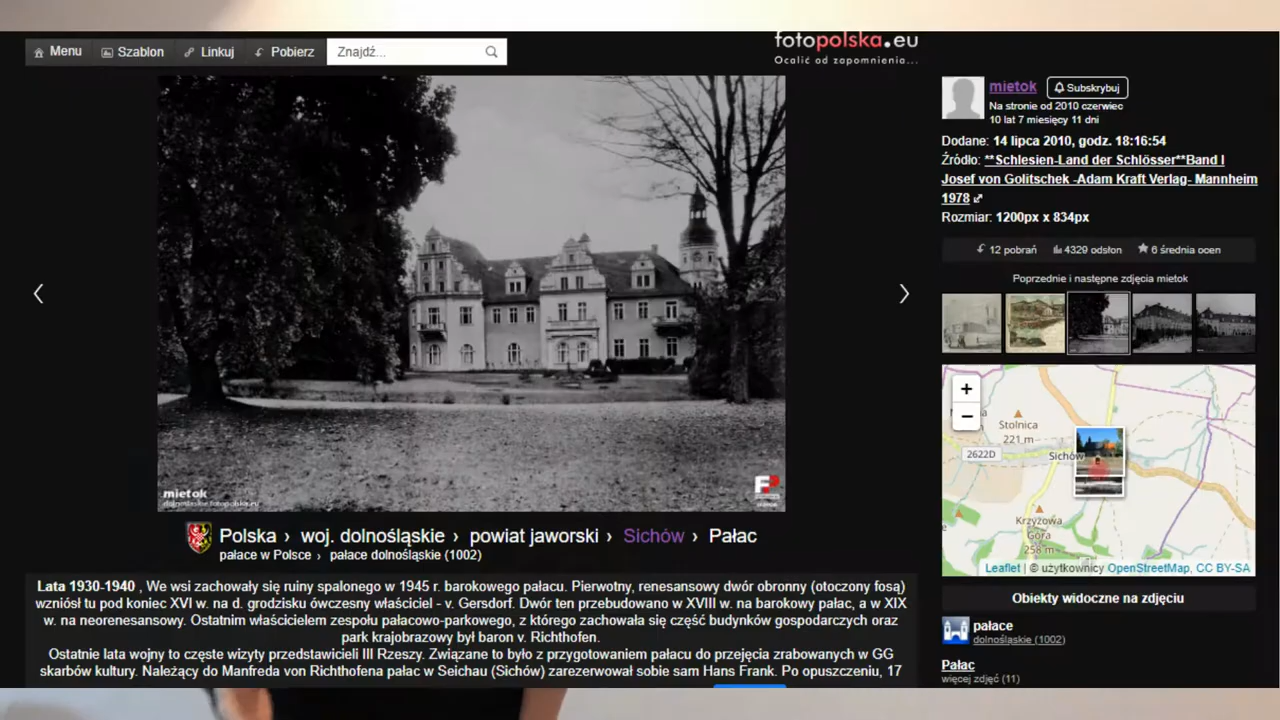 Menu
Szablon
Linkuj
Pobierz
Znajdź...
fotopolska.eu
Ocalić od zapomnienia...
mietok
Subskrybuj
Na stronie od 2010 czerwiec
10 lat 7 miesięcy 11 dni
Dodane: 14 lipca 2010, godz. 18:16:54
Źródło: **Schlesien-Land der Schlösser**Band I
Josef von Golitschek -Adam Kraft Verlag- Mannheim
1978
Rozmiar: 1200px x 834px
12 pobrań 4329 odsłon 6 średnia ocen
Poprzednie i następne zdjęcia mietok
+
−
Stolnica
221 m
2622D
Sichów
Krzyżowa
Góra
258 m
Leaflet | © użytkownicy OpenStreetMap, CC BY-SA
mietok
dolnoslaskie.fotopolska.eu
Polska › woj. dolnośląskie › powiat jaworski › Sichów › Pałac
pałace w Polsce › pałace dolnośląskie (1002)
Lata 1930-1940 , We wsi zachowały się ruiny spalonego w 1945 r. barokowego pałacu. Pierwotny, renesansowy dwór obronny (otoczony fosą)
wzniósł tu pod koniec XVI w. na d. grodzisku ówczesny właściciel - v. Gersdorf. Dwór ten przebudowano w XVIII w. na barokowy pałac, a w XIX
w. na neorenesansowy. Ostatnim właścicielem zespołu pałacowo-parkowego, z którego zachowała się część budynków gospodarczych oraz
park krajobrazowy był baron v. Richthofen.
Ostatnie lata wojny to częste wizyty przedstawicieli III Rzeszy. Związane to było z przygotowaniem pałacu do przejęcia zrabowanych w GG
skarbów kultury. Należący do Manfreda von Richthofena pałac w Seichau (Sichów) zarezerwował sobie sam Hans Frank. Po opuszczeniu, 17
Obiekty widoczne na zdjęciu
pałace
dolnośląskie (1002)
Pałac
więcej zdjęć (11)